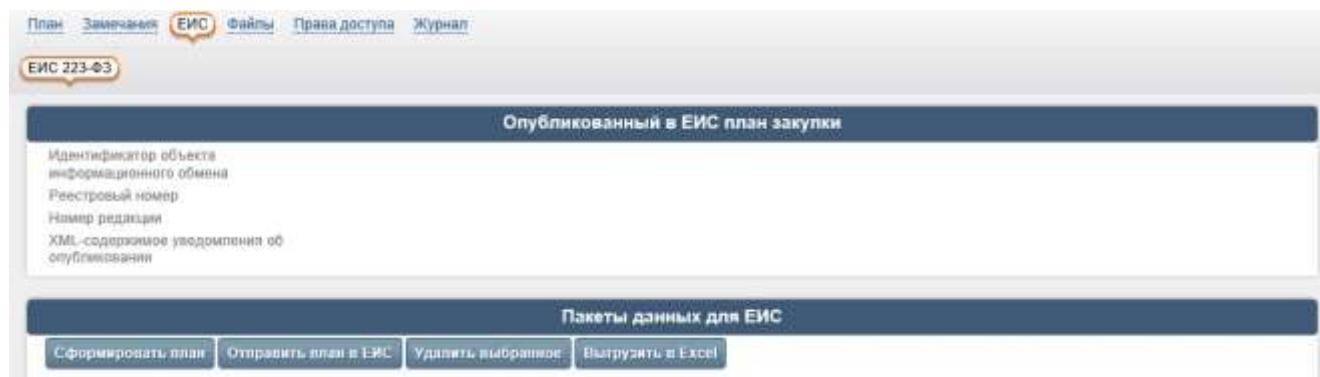 План Замечания ЕИС Файлы Права доступа Журнал
ЕИС 223-ФЗ
Опубликованный в ЕИС план закупки
Идентификатор объекта
информационного обмена
Реестровый номер
Номер редакции
XML-содержимое уведомления об
опубликовании
Пакеты данных для ЕИС
Сформировать план Отправить план в ЕИС Удалить выбранное Выгрузить в Excel